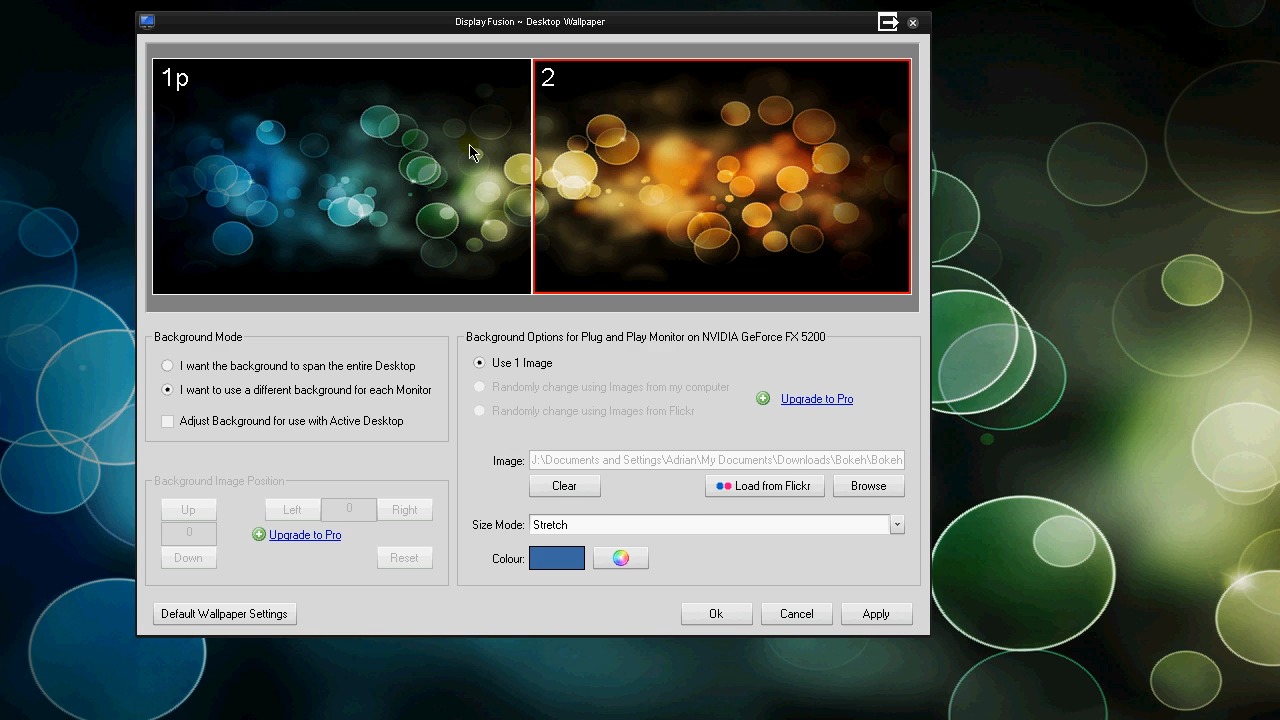 DisplayFusion ~ Desktop Wallpaper
1p
2
Background Mode
I want the background to span the entire Desktop
I want to use a different background for each Monitor
Adjust Background for use with Active Desktop
Background Image Position
Up
Left
0
Right
0
Upgrade to Pro
Down
Reset
Background Options for Plug and Play Monitor on NVIDIA GeForce FX 5200
Use 1 Image
Randomly change using Images from my computer
Randomly change using Images from Flickr
Upgrade to Pro
Image:
J:\Documents and Settings\Adrian\My Documents\Downloads\Bokeh\Bokeh
Clear
Load from Flickr
Browse
Size Mode:
Stretch
Colour:
Default Wallpaper Settings
Ok
Cancel
Apply